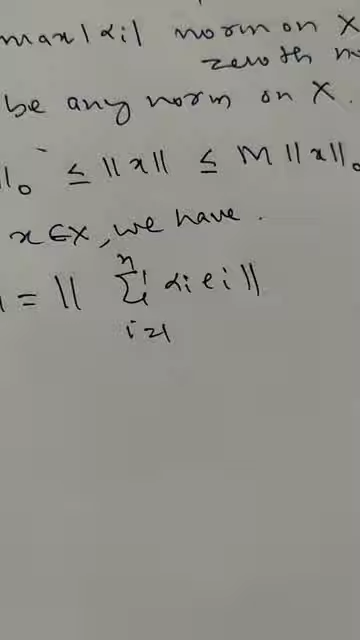 max|αi| norm on X
zeroth n
be any norm on X.
||₀ ≤ ||x|| ≤ M ||x||₀
x∈X, we have.
= || n∑i=1 αi ei ||